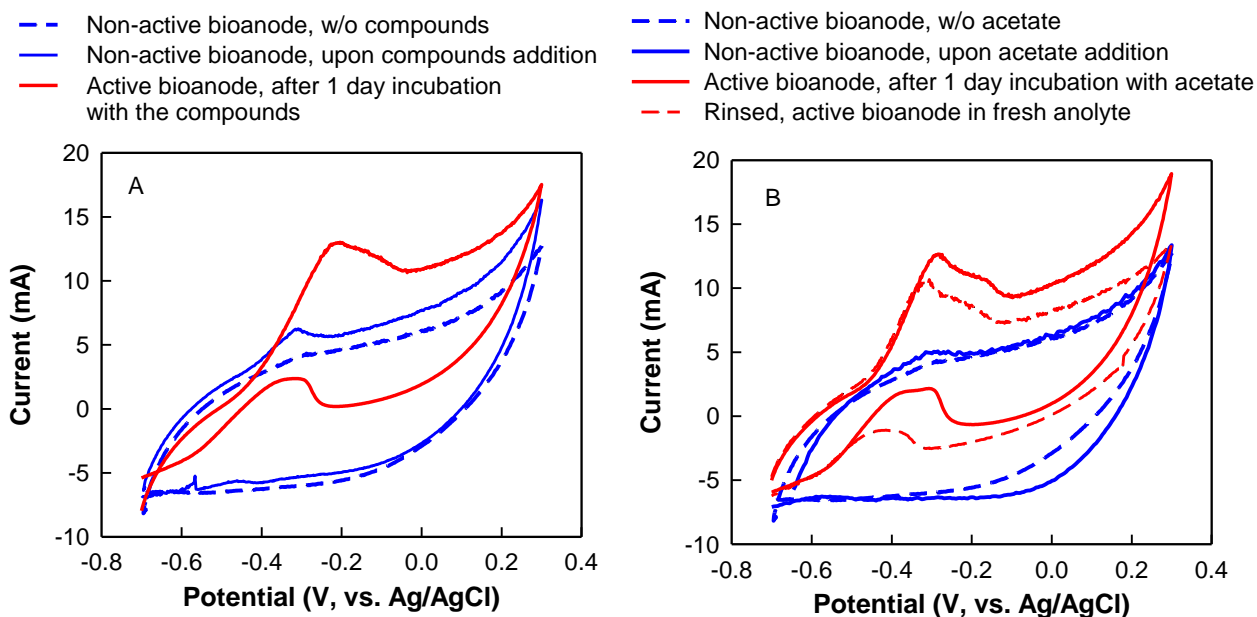 Non-active bioanode, w/o compounds
Non-active bioanode, upon compounds addition
Active bioanode, after 1 day incubation
with the compounds
Non-active bioanode, w/o acetate
Non-active bioanode, upon acetate addition
Active bioanode, after 1 day incubation with acetate
Rinsed, active bioanode in fresh anolyte
A
Current (mA)
20
15
10
5
0
-5
-10
-0.8 -0.6 -0.4 -0.2 0.0 0.2 0.4
Potential (V, vs. Ag/AgCl)
B
Current (mA)
20
15
10
5
0
-5
-10
-0.8 -0.6 -0.4 -0.2 0.0 0.2 0.4
Potential (V, vs. Ag/AgCl)